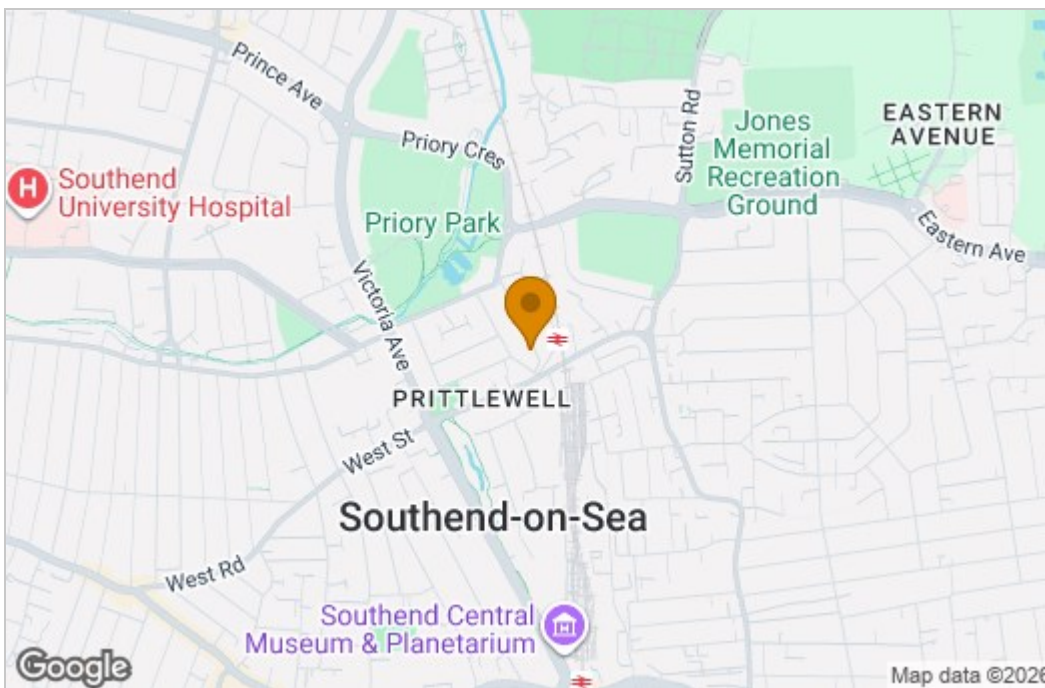 Prince Ave
Priory Cres
Sutton Rd
Jones
Memorial
Recreation
Ground
EASTERN
AVENUE
H
Southend
University Hospital
Priory Park
Eastern Ave
Victoria Ave
PRITTLEWELL
West St
Southend-on-Sea
West Rd
Southend Central
Museum & Planetarium
Google
Map data ©2026